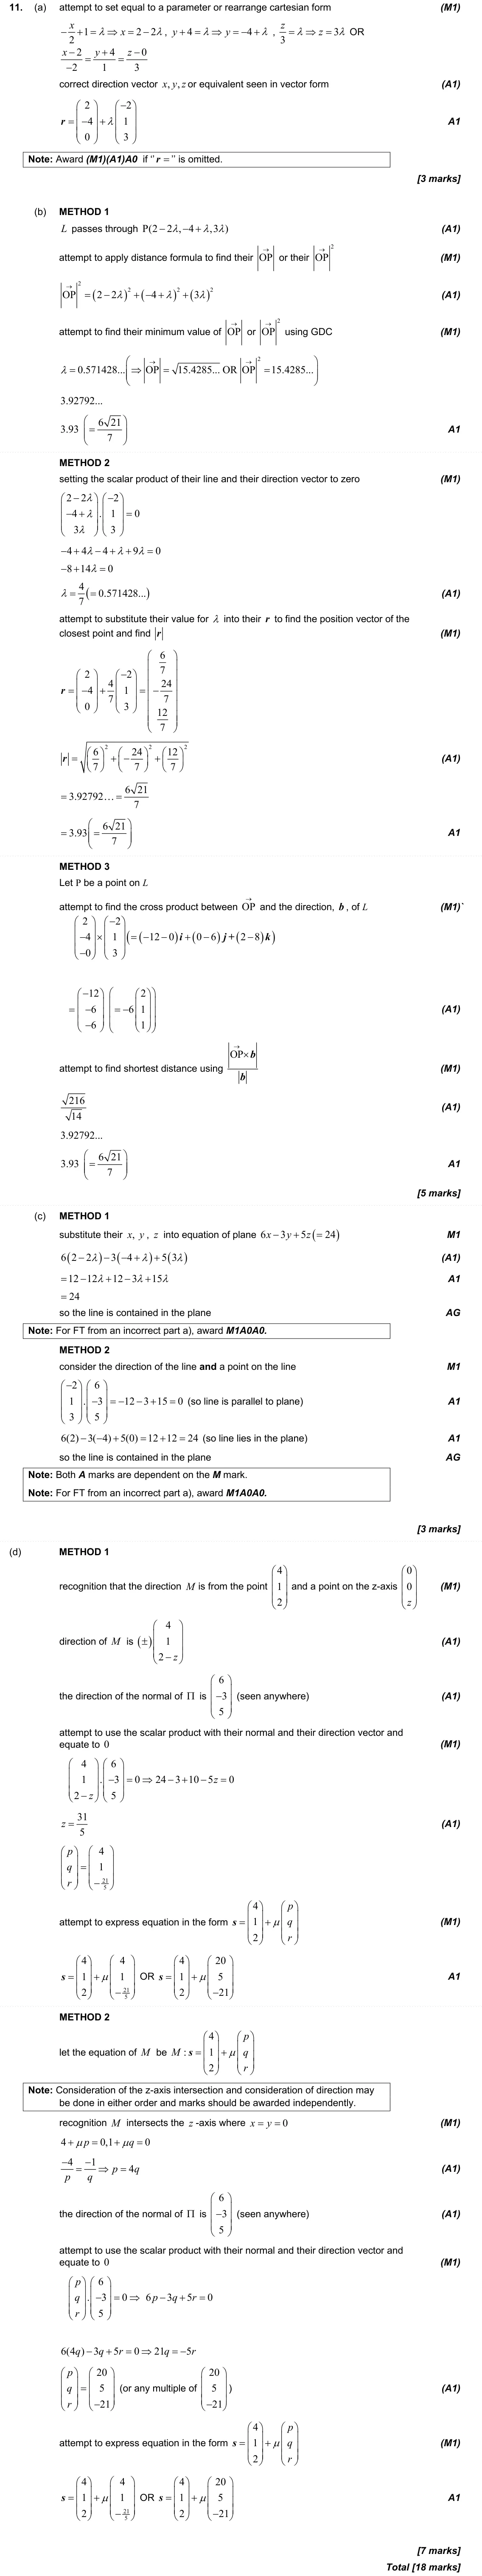 11. (a) attempt to set equal to a parameter or rearrange cartesian form (M1)
-x/2 + 1 = λ ⇒ x = 2 − 2λ, y + 4 = λ ⇒ y = −4 + λ, z/3 = λ ⇒ z = 3λ OR
(x−2)/−2 = (y+4)/1 = (z−0)/3
correct direction vector x, y, z or equivalent seen in vector form (A1)
r = (2, −4, 0) + λ(−2, 1, 3) A1
Note: Award (M1)(A1)A0 if "r =" is omitted.
[3 marks]
(b) METHOD 1
L passes through P(2 − 2λ, −4 + λ, 3λ) (A1)
attempt to apply distance formula to find their |OP→| or their |OP→|² (M1)
|OP→|² = (2 − 2λ)² + (−4 + λ)² + (3λ)² (A1)
attempt to find their minimum value of |OP→| or |OP→|² using GDC (M1)
λ = 0.571428... (⇒ |OP→| = √15.4285... OR |OP→|² = 15.4285...)
3.92792...
3.93 (= 6√21/7) A1
METHOD 2
setting the scalar product of their line and their direction vector to zero (M1)
(2 − 2λ, −4 + λ, 3λ).(−2, 1, 3) = 0
−4 + 4λ − 4 + λ + 9λ = 0
−8 + 14λ = 0
λ = 4/7 (= 0.571428...) (A1)
attempt to substitute their value for λ into their r to find the position vector of the
closest point and find |r| (M1)
r = (2, −4, 0) + 4/7 (−2, 1, 3) = (6/7, −24/7, 12/7)
|r| = √((6/7)² + (−24/7)² + (12/7)²) (A1)
= 3.92792… = 6√21/7
= 3.93 (= 6√21/7) A1
METHOD 3
Let P be a point on L
attempt to find the cross product between OP→ and the direction, b, of L (M1)`
(2, −4, −0) × (−2, 1, 3) (= (−12 − 0)i + (0 − 6)j + (2 − 8)k)
= (−12, −6, −6) (= −6(2, 1, 1)) (A1)
attempt to find shortest distance using |OP→ × b| / |b| (M1)
√216/√14 (A1)
3.92792...
3.93 (= 6√21/7) A1
[5 marks]
(c) METHOD 1
substitute their x, y, z into equation of plane 6x − 3y + 5z (= 24) M1
6(2 − 2λ) − 3(−4 + λ) + 5(3λ) (A1)
= 12 − 12λ + 12 − 3λ + 15λ A1
= 24
so the line is contained in the plane AG
Note: For FT from an incorrect part a), award M1A0A0.
METHOD 2
consider the direction of the line and a point on the line M1
(−2, 1, 3).(6, −3, 5) = −12 − 3 + 15 = 0 (so line is parallel to plane) A1
6(2) − 3(−4) + 5(0) = 12 + 12 = 24 (so line lies in the plane) A1
so the line is contained in the plane AG
Note: Both A marks are dependent on the M mark.
Note: For FT from an incorrect part a), award M1A0A0.
[3 marks]
(d) METHOD 1
recognition that the direction M is from the point (4, 1, 2) and a point on the z-axis (0, 0, z) (M1)
direction of M is (±)(4, 1, 2 − z) (A1)
the direction of the normal of Π is (6, −3, 5) (seen anywhere) (A1)
attempt to use the scalar product with their normal and their direction vector and
equate to 0 (M1)
(4, 1, 2 − z).(6, −3, 5) = 0 ⇒ 24 − 3 + 10 − 5z = 0
z = 31/5 (A1)
(p, q, r) = (4, 1, −21/5)
attempt to express equation in the form s = (4, 1, 2) + μ(p, q, r) (M1)
s = (4, 1, 2) + μ(4, 1, −21/5) OR s = (4, 1, 2) + μ(20, 5, −21) A1
METHOD 2
let the equation of M be M : s = (4, 1, 2) + μ(p, q, r)
Note: Consideration of the z-axis intersection and consideration of direction may
be done in either order and marks should be awarded independently.
recognition M intersects the z-axis where x = y = 0 (M1)
4 + μp = 0, 1 + μq = 0
−4/p = −1/q ⇒ p = 4q (A1)
the direction of the normal of Π is (6, −3, 5) (seen anywhere) (A1)
attempt to use the scalar product with their normal and their direction vector and
equate to 0 (M1)
(p, q, r).(6, −3, 5) = 0 ⇒ 6p − 3q + 5r = 0
6(4q) − 3q + 5r = 0 ⇒ 21q = −5r
(p, q, r) = (20, 5, −21) (or any multiple of (20, 5, −21)) (A1)
attempt to express equation in the form s = (4, 1, 2) + μ(p, q, r) (M1)
s = (4, 1, 2) + μ(4, 1, −21/5) OR s = (4, 1, 2) + μ(20, 5, −21) A1
[7 marks]
Total [18 marks]